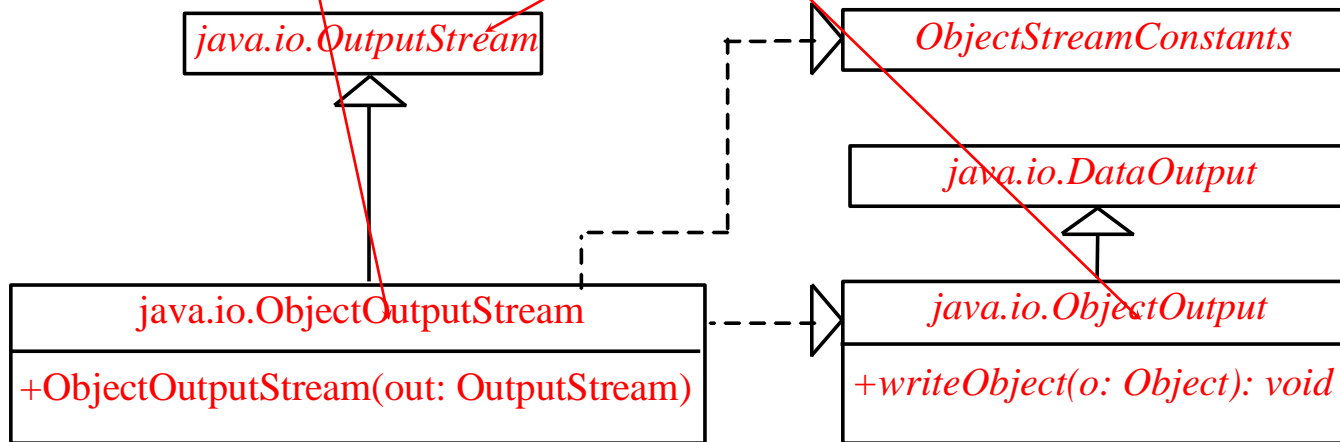 java.io.OutputStream
ObjectStreamConstants
java.io.DataOutput
java.io.ObjectOutputStream
java.io.ObjectOutput
+ObjectOutputStream(out: OutputStream)
+writeObject(o: Object): void